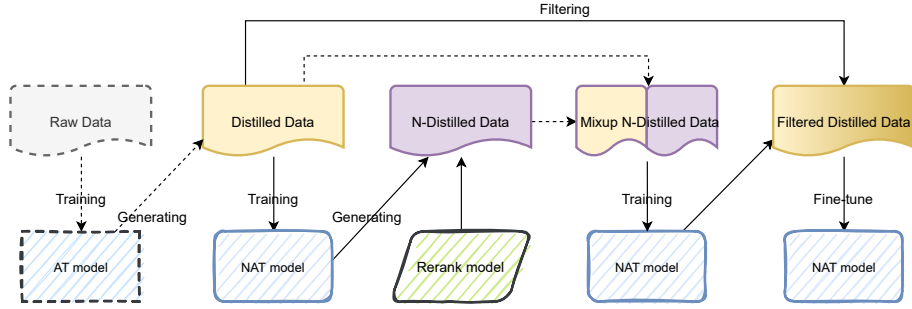 Filtering
Raw Data
Distilled Data
N-Distilled Data
Mixup N-Distilled Data
Filtered Distilled Data
Training
Generating
Training
Generating
Training
Fine-tune
AT model
NAT model
Rerank model
NAT model
NAT model